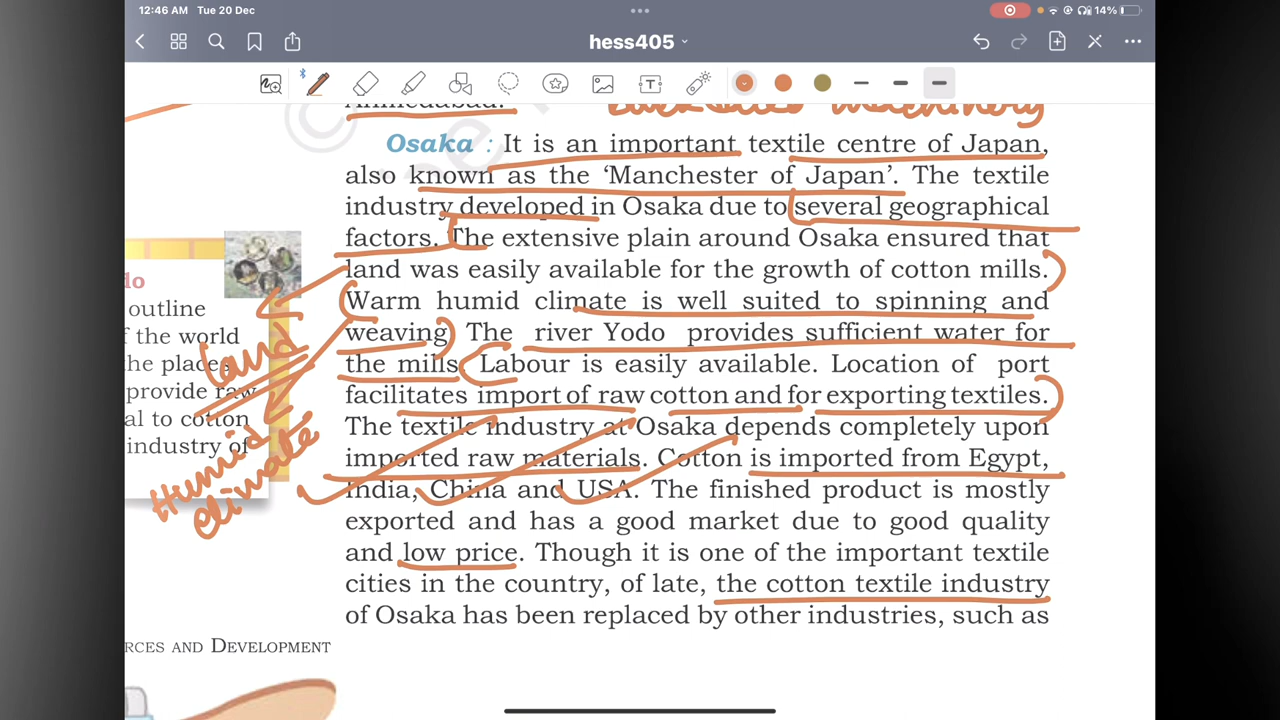 12:46 AM Tue 20 Dec
14%
hess405
Ahmedabad.
Osaka : It is an important textile centre of Japan,
also known as the ‘Manchester of Japan’. The textile
industry developed in Osaka due to several geographical
factors. The extensive plain around Osaka ensured that
land was easily available for the growth of cotton mills.
Warm humid climate is well suited to spinning and
weaving. The river Yodo provides sufficient water for
the mills. Labour is easily available. Location of port
facilitates import of raw cotton and for exporting textiles.
The textile industry at Osaka depends completely upon
imported raw materials. Cotton is imported from Egypt,
India, China and USA. The finished product is mostly
exported and has a good market due to good quality
and low price. Though it is one of the important textile
cities in the country, of late, the cotton textile industry
of Osaka has been replaced by other industries, such as
do
outline
f the world
the places
provide raw
al to cotton
industry of
Land
Humid
climate
RCES AND DEVELOPMENT